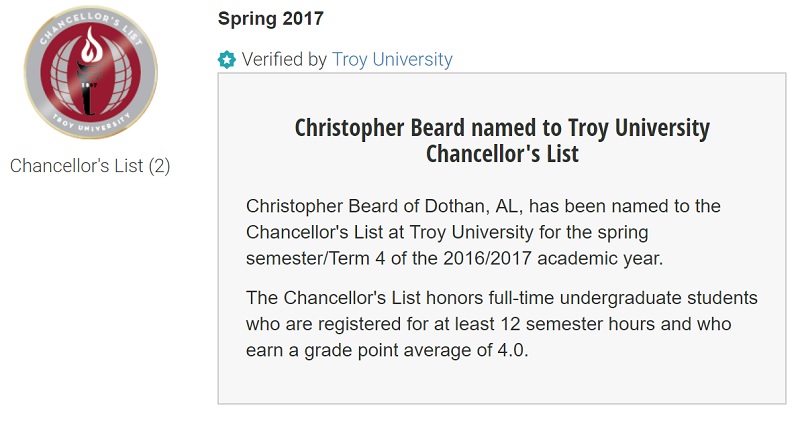 CHANCELLOR'S LIST
1887
TROY UNIVERSITY
Chancellor's List (2)
Spring 2017
Verified by Troy University
Christopher Beard named to Troy University
Chancellor's List
Christopher Beard of Dothan, AL, has been named to the
Chancellor's List at Troy University for the spring
semester/Term 4 of the 2016/2017 academic year.
The Chancellor's List honors full-time undergraduate students
who are registered for at least 12 semester hours and who
earn a grade point average of 4.0.